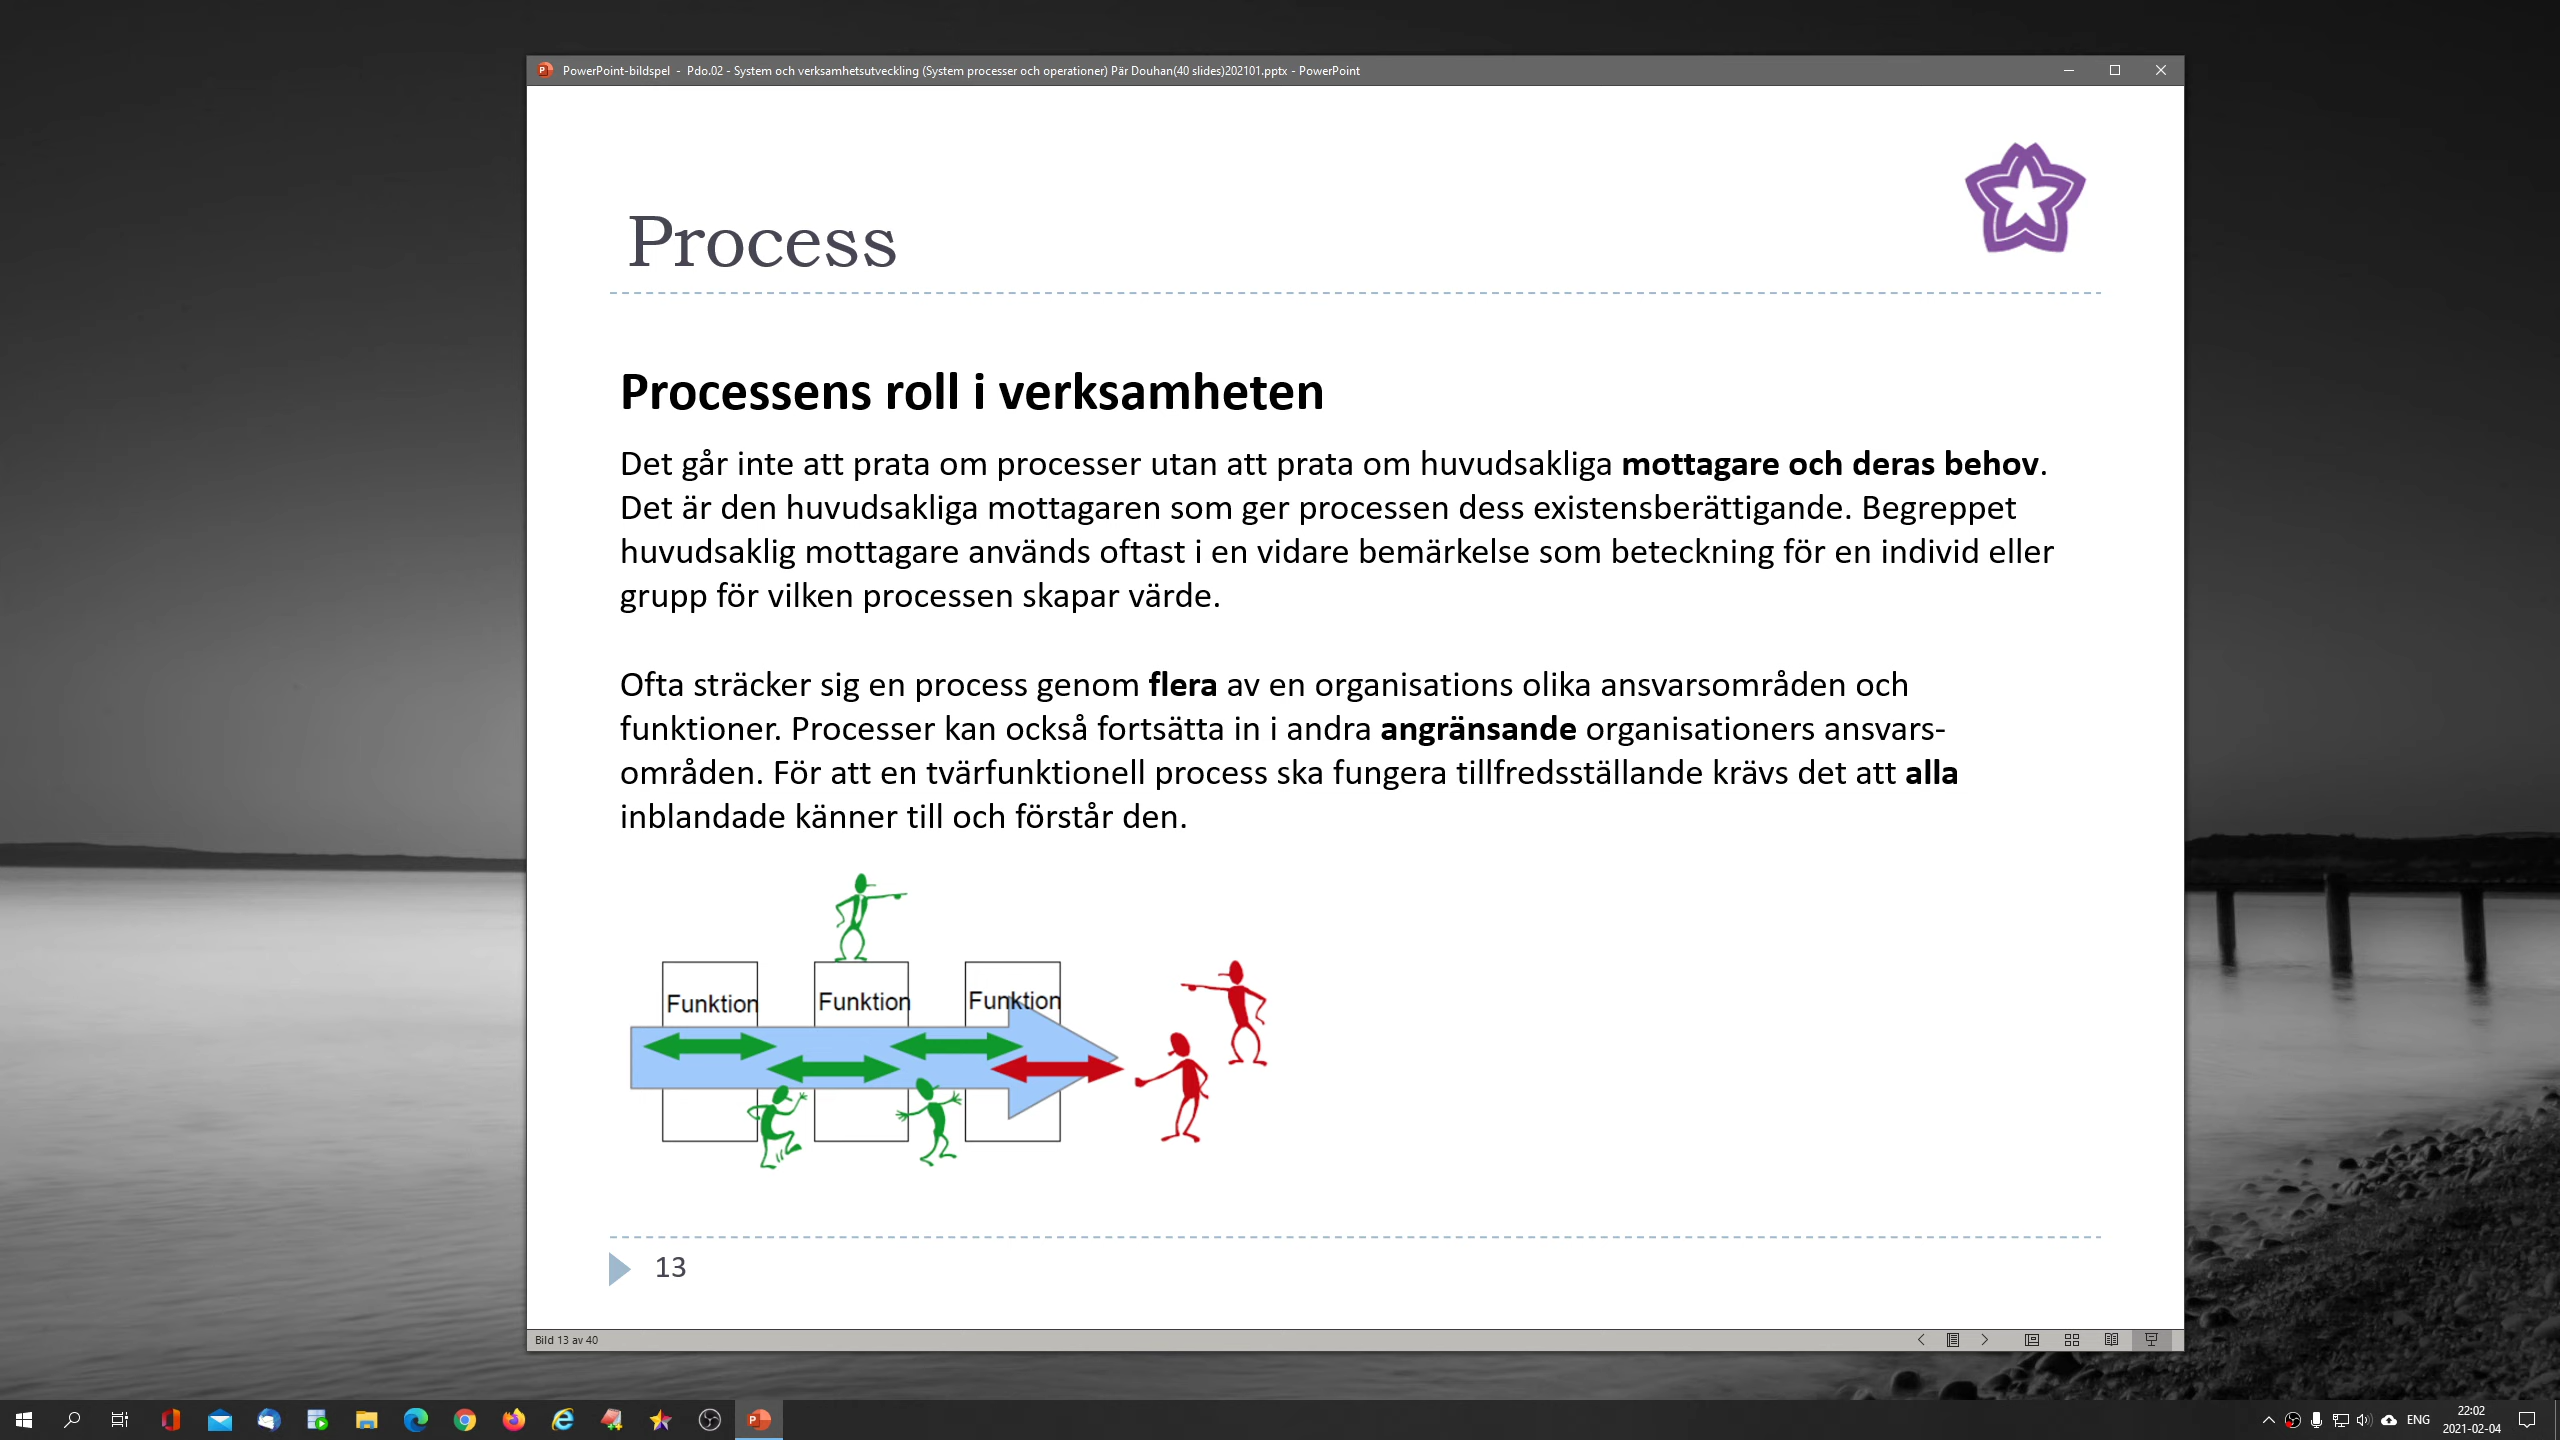 PowerPoint-bildspel - Pdo.02 - System och verksamhetsutveckling (System processer och operationer) Pär Douhan(40 slides)202101.pptx - PowerPoint
Process
Processens roll i verksamheten
Det går inte att prata om processer utan att prata om huvudsakliga mottagare och deras behov.
Det är den huvudsakliga mottagaren som ger processen dess existensberättigande. Begreppet
huvudsaklig mottagare används oftast i en vidare bemärkelse som beteckning för en individ eller
grupp för vilken processen skapar värde.
Ofta sträcker sig en process genom flera av en organisations olika ansvarsområden och
funktioner. Processer kan också fortsätta in i andra angränsande organisationers ansvars-
områden. För att en tvärfunktionell process ska fungera tillfredsställande krävs det att alla
inblandade känner till och förstår den.
Funktion
Funktion
Funktion
13
Bild 13 av 40
ENG
22:02
2021-02-04